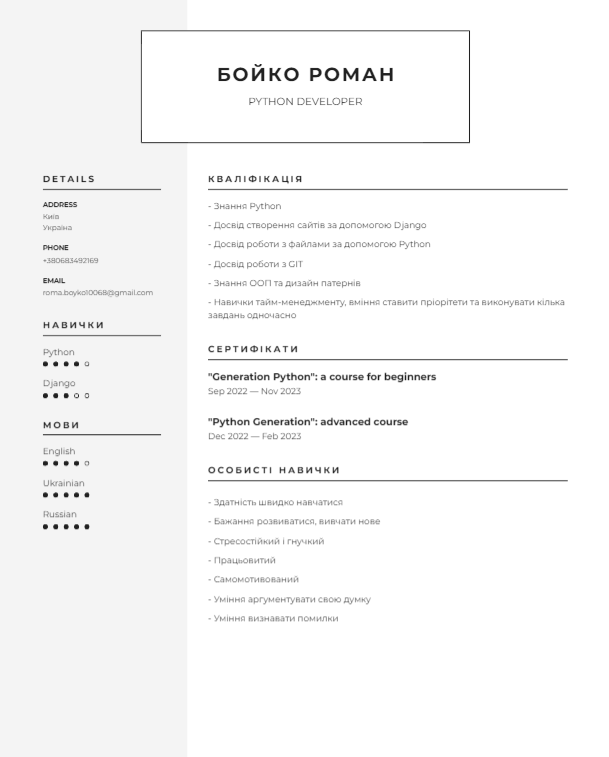 БОЙКО РОМАН
PYTHON DEVELOPER
DETAILS
ADDRESS
Київ
Україна
PHONE
+380683492169
EMAIL
roma.boyko10068@gmail.com
НАВИЧКИ
Python
Django
МОВИ
English
Ukrainian
Russian
КВАЛІФІКАЦІЯ
- Знання Python
- Досвід створення сайтів за допомогою Django
- Досвід роботи з файлами за допомогою Python
- Досвід роботи з GIT
- Знання ООП та дизайн патернів
- Навички тайм-менеджменту, вміння ставити пріорітети та виконувати кілька
завдань одночасно
СЕРТИФІКАТИ
"Generation Python": a course for beginners
Sep 2022 — Nov 2023
"Python Generation": advanced course
Dec 2022 — Feb 2023
ОСОБИСТІ НАВИЧКИ
- Здатність швидко навчатися
- Бажання розвиватися, вивчати нове
- Стресостійкий і гнучкий
- Працьовитий
- Самомотивований
- Уміння аргументувати свою думку
- Уміння визнавати помилки